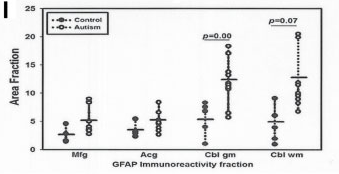 I
Control
Autism
p=0.00
p=0.07
Area Fraction
25
20
15
10
5
0
Mfg Acg Cbl gm Cbl wm
GFAP Immunoreactivity fraction